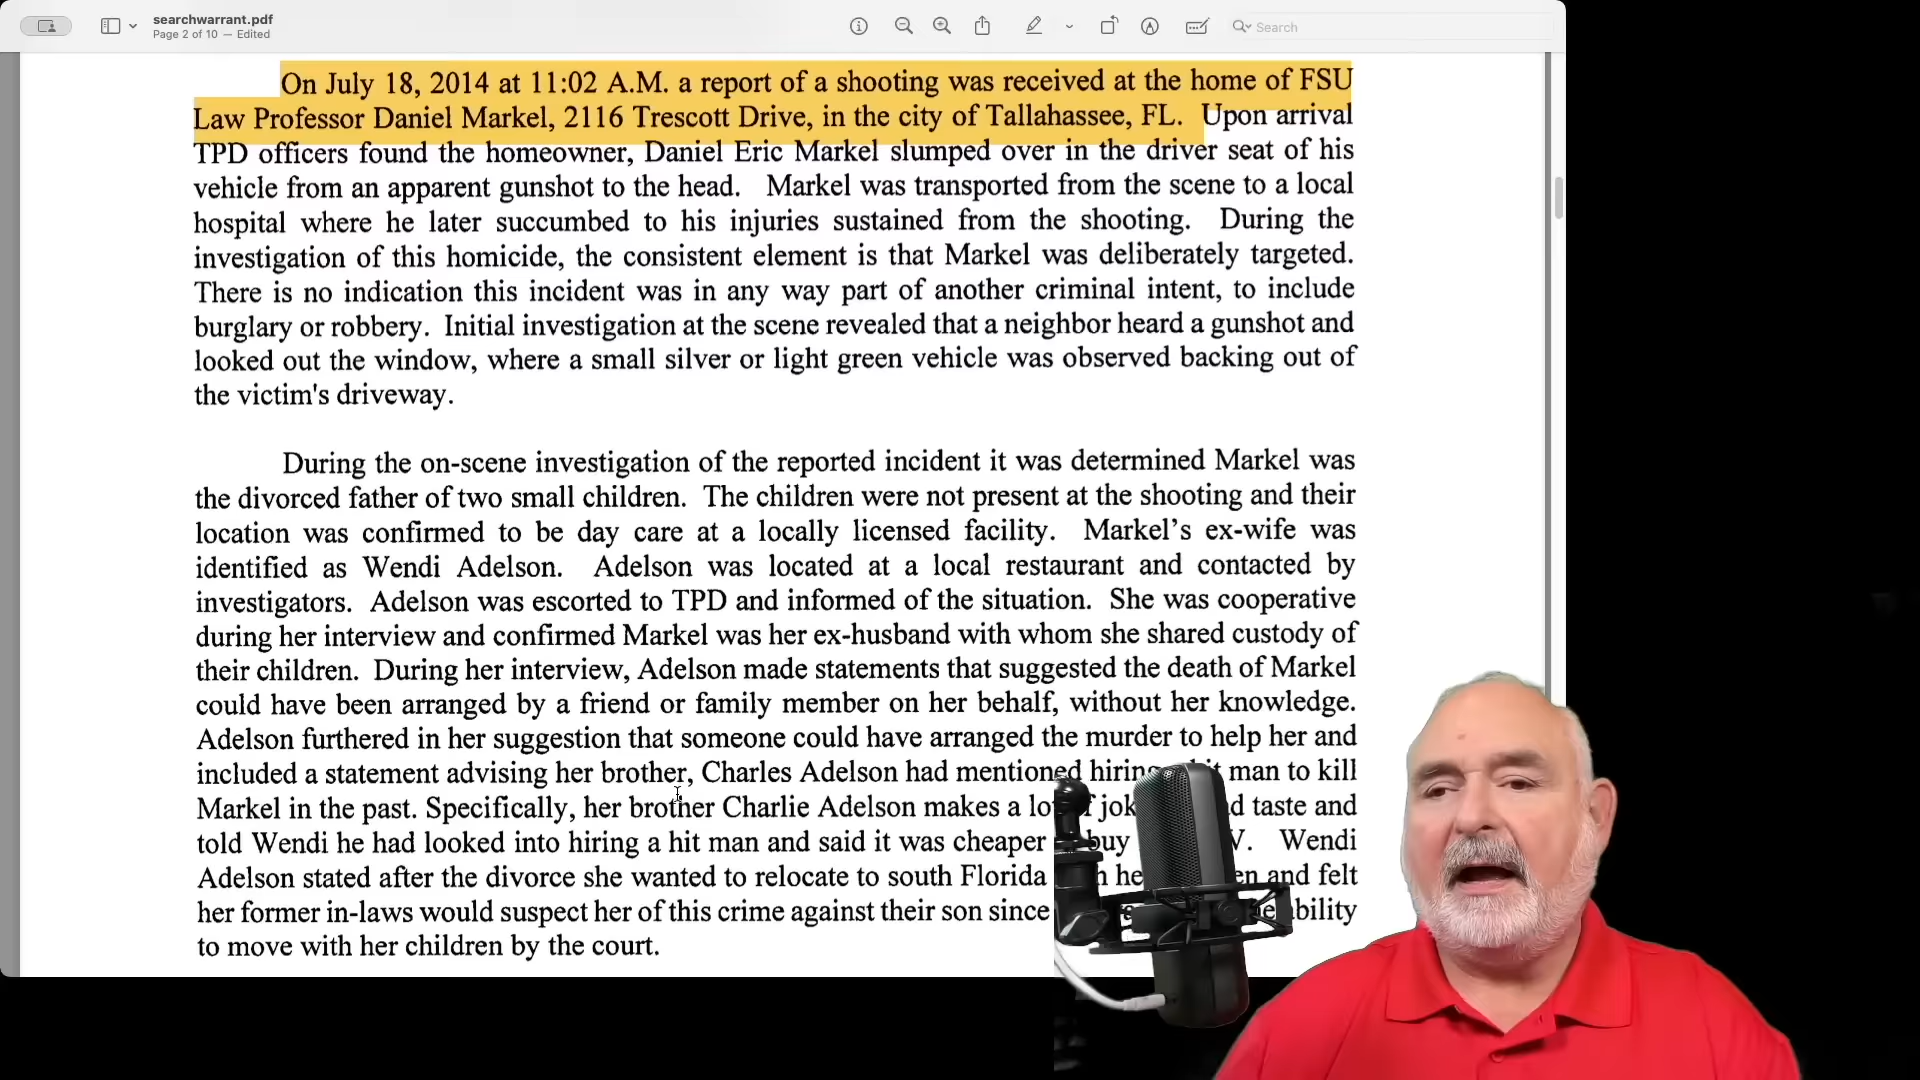 searchwarrant.pdf
Page 2 of 10 — Edited
Search
On July 18, 2014 at 11:02 A.M. a report of a shooting was received at the home of FSU
Law Professor Daniel Markel, 2116 Trescott Drive, in the city of Tallahassee, FL. Upon arrival
TPD officers found the homeowner, Daniel Eric Markel slumped over in the driver seat of his
vehicle from an apparent gunshot to the head. Markel was transported from the scene to a local
hospital where he later succumbed to his injuries sustained from the shooting. During the
investigation of this homicide, the consistent element is that Markel was deliberately targeted.
There is no indication this incident was in any way part of another criminal intent, to include
burglary or robbery. Initial investigation at the scene revealed that a neighbor heard a gunshot and
looked out the window, where a small silver or light green vehicle was observed backing out of
the victim's driveway.
During the on-scene investigation of the reported incident it was determined Markel was
the divorced father of two small children. The children were not present at the shooting and their
location was confirmed to be day care at a locally licensed facility. Markel’s ex-wife was
identified as Wendi Adelson. Adelson was located at a local restaurant and contacted by
investigators. Adelson was escorted to TPD and informed of the situation. She was cooperative
during her interview and confirmed Markel was her ex-husband with whom she shared custody of
their children. During her interview, Adelson made statements that suggested the death of Markel
could have been arranged by a friend or family member on her behalf, without her knowledge.
Adelson furthered in her suggestion that someone could have arranged the murder to help her and
included a statement advising her brother, Charles Adelson had mentioned hiring man to kill
Markel in the past. Specifically, her brother Charlie Adelson makes a lot taste and
told Wendi he had looked into hiring a hit man and said it was cheaper buy Wendi
Adelson stated after the divorce she wanted to relocate to south Florida and felt
her former in-laws would suspect her of this crime against their son since ability
to move with her children by the court.